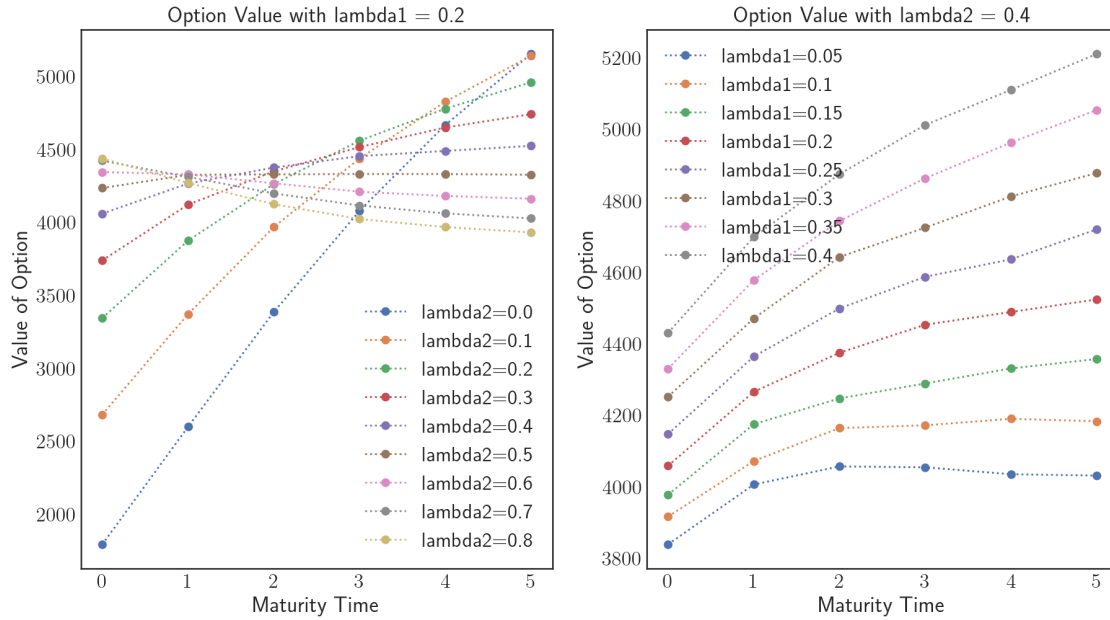 Option Value with lambda1 = 0.2
5000
4500
4000
3500
3000
2500
2000
Value of Option
lambda2=0.0
lambda2=0.1
lambda2=0.2
lambda2=0.3
lambda2=0.4
lambda2=0.5
lambda2=0.6
lambda2=0.7
lambda2=0.8
0 1 2 3 4 5
Maturity Time
Option Value with lambda2 = 0.4
5200
5000
4800
4600
4400
4200
4000
3800
Value of Option
lambda1=0.05
lambda1=0.1
lambda1=0.15
lambda1=0.2
lambda1=0.25
lambda1=0.3
lambda1=0.35
lambda1=0.4
0 1 2 3 4 5
Maturity Time